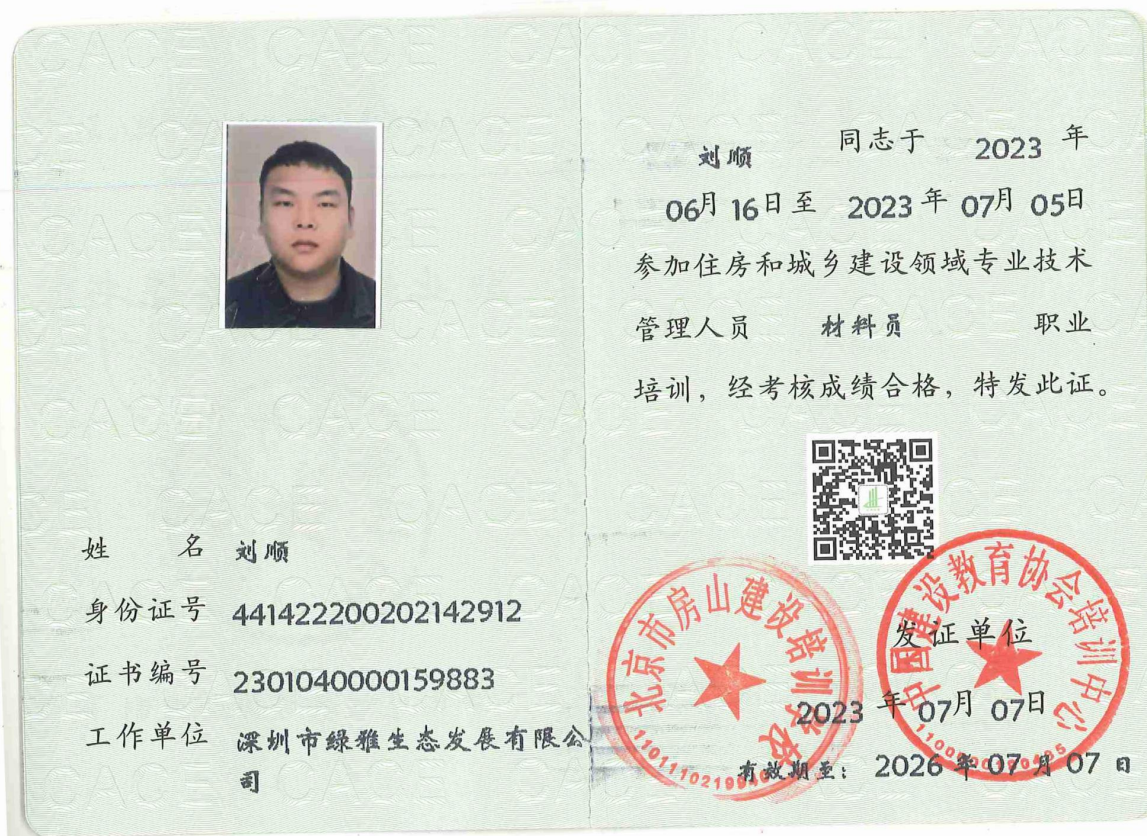 姓 名 刘顺
身份证号 441422200202142912
证书编号 2301040000159883
工作单位 深圳市緑雅生态发展有限公
司
刘顺 同志于 2023 年
06月 16日至 2023 年 07月 05日
参加住房和城乡建设领域专业技术
管理人员 材料员 职业
培训，经考核成绩合格，特发此证。
北京市房山建设培训学校
中国建设教育协会培训中心
发证单位
2023 年 07月 07日
有效期至： 2026 年 07 月 07 日
CACE